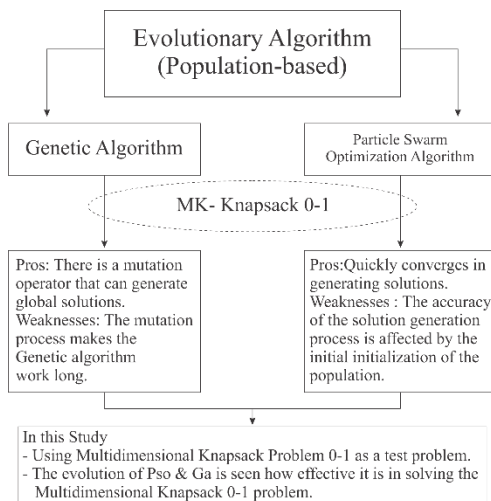 Evolutionary Algorithm
(Population-based)
Genetic Algorithm
Particle Swarm
Optimization Algorithm
MK- Knapsack 0-1
Pros: There is a mutation
operator that can generate
global solutions.
Weaknesses: The mutation
process makes the
Genetic algorithm
work long.
Pros:Quickly converges in
generating solutions.
Weaknesses : The accuracy
of the solution generation
process is affected by the
initial initialization of the
population.
In this Study
- Using Multidimensional Knapsack Problem 0-1 as a test problem.
- The evolution of Pso & Ga is seen how effective it is in solving the
Multidimensional Knapsack 0-1 problem.